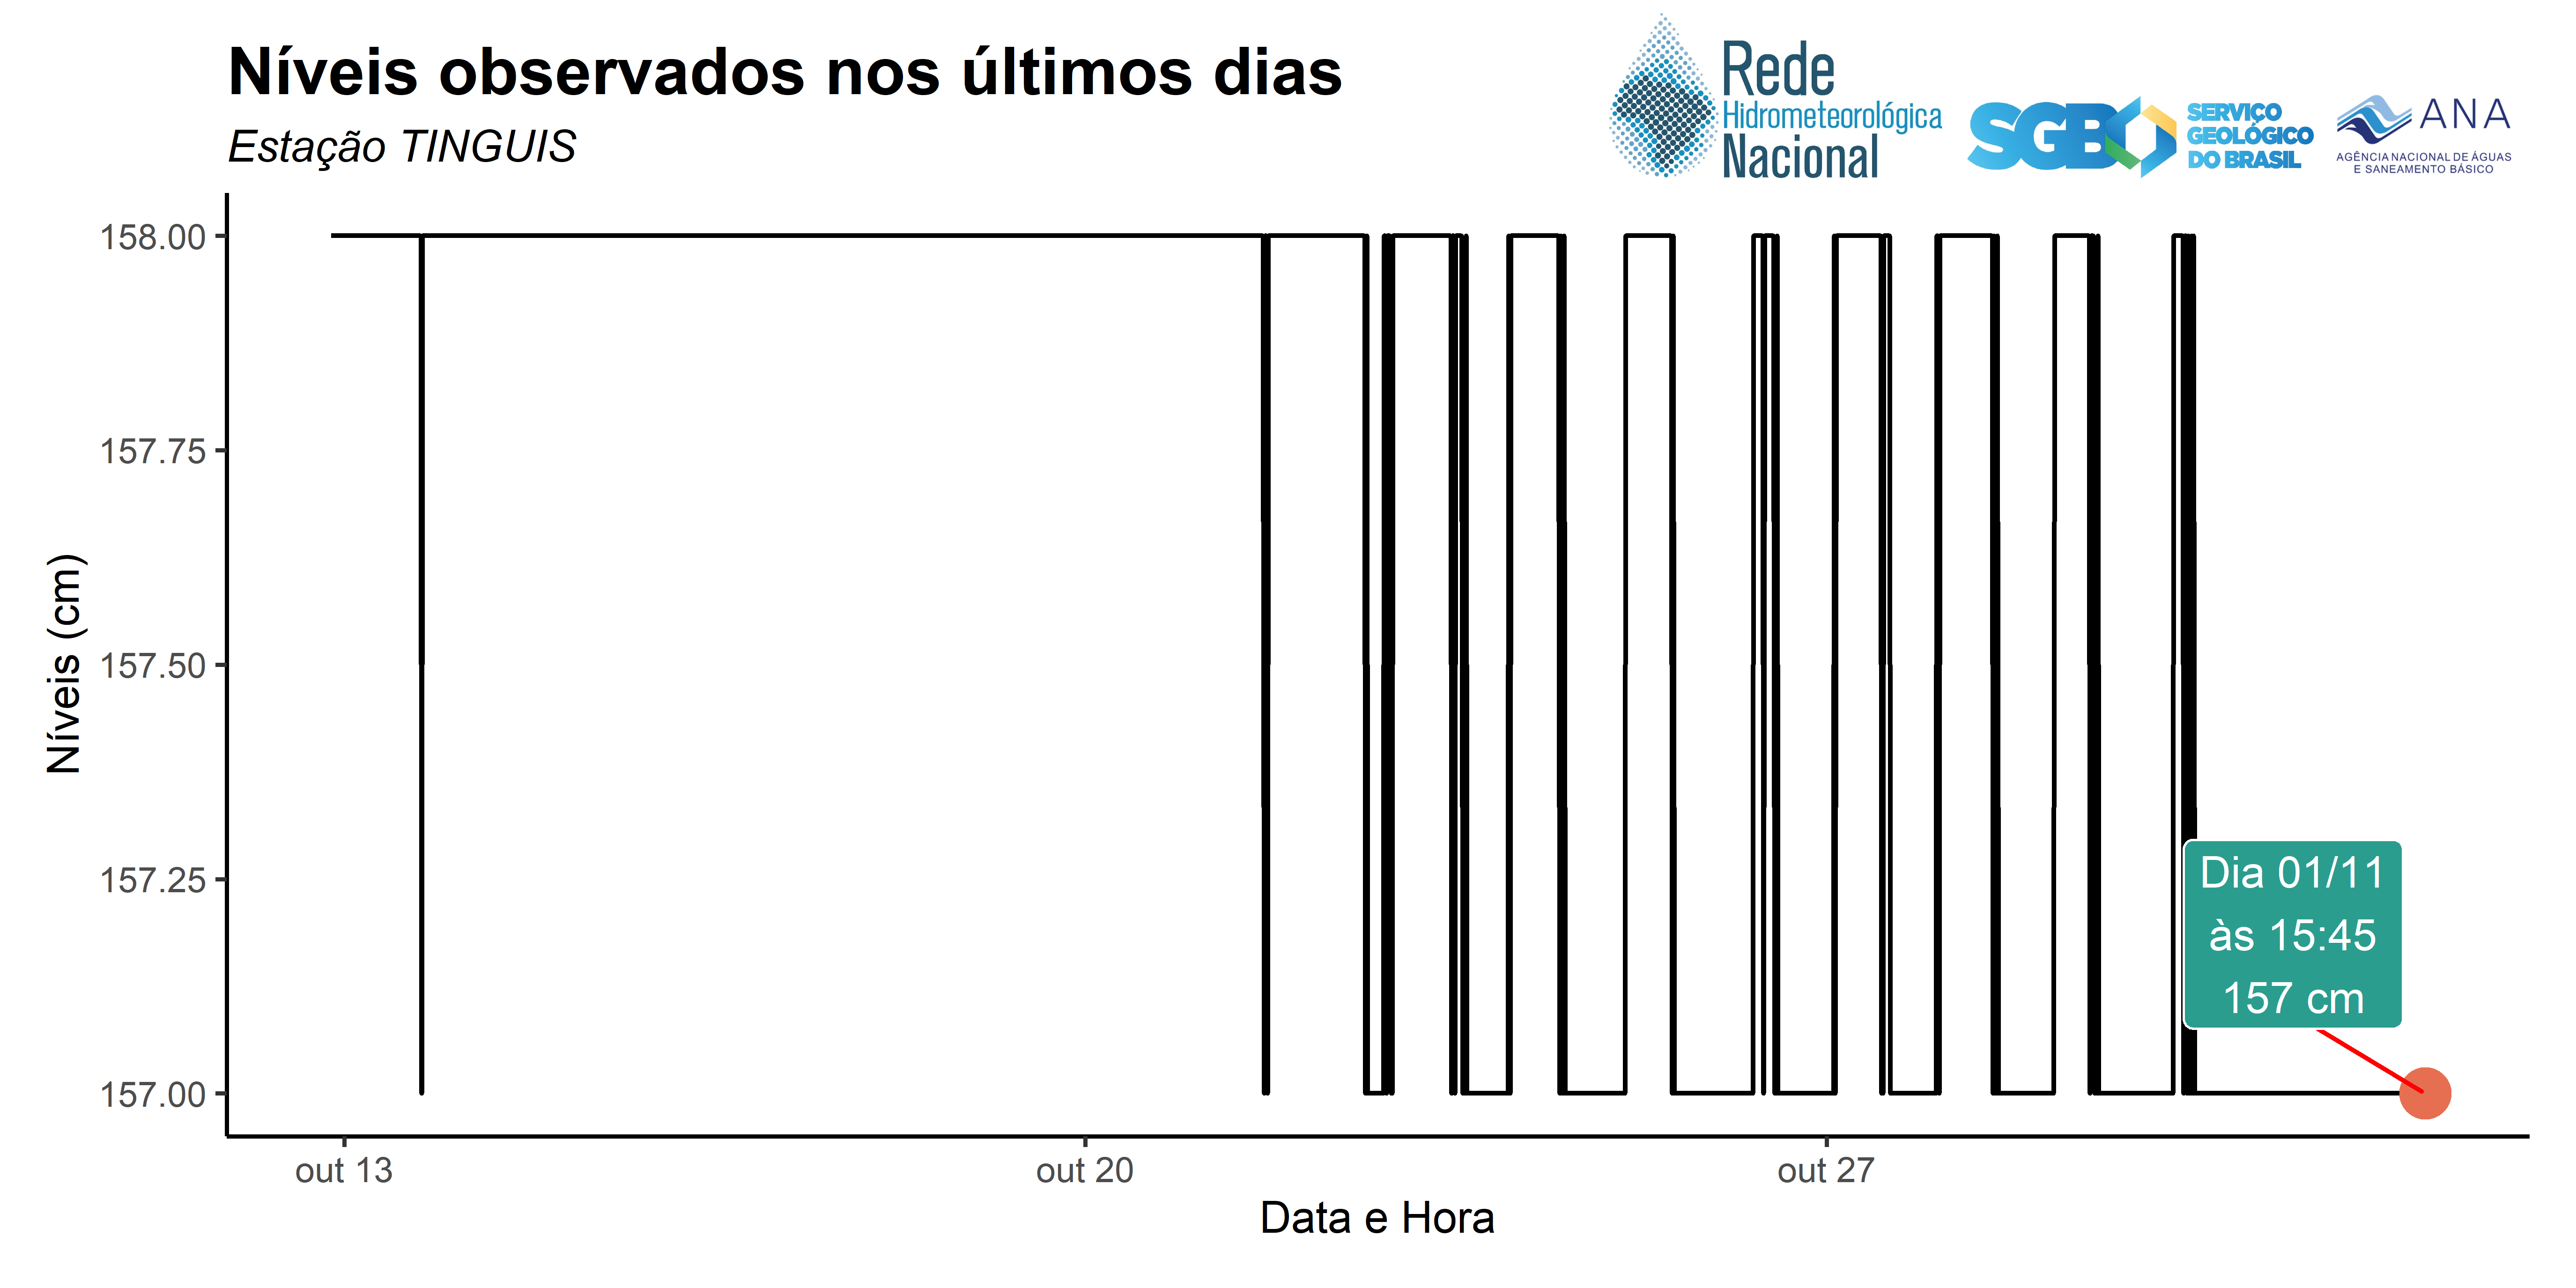 Níveis observados nos últimos dias
Estação TINGUIS
Rede
Hidrometeorológica
Nacional
SGB
SERVIÇO
GEOLÓGICO
DO BRASIL
ANA
AGÊNCIA NACIONAL DE ÁGUAS
E SANEAMENTO BÁSICO
158.00
157.75
157.50
157.25
157.00
Níveis (cm)
Dia 01/11
às 15:45
157 cm
out 13
out 20
out 27
Data e Hora